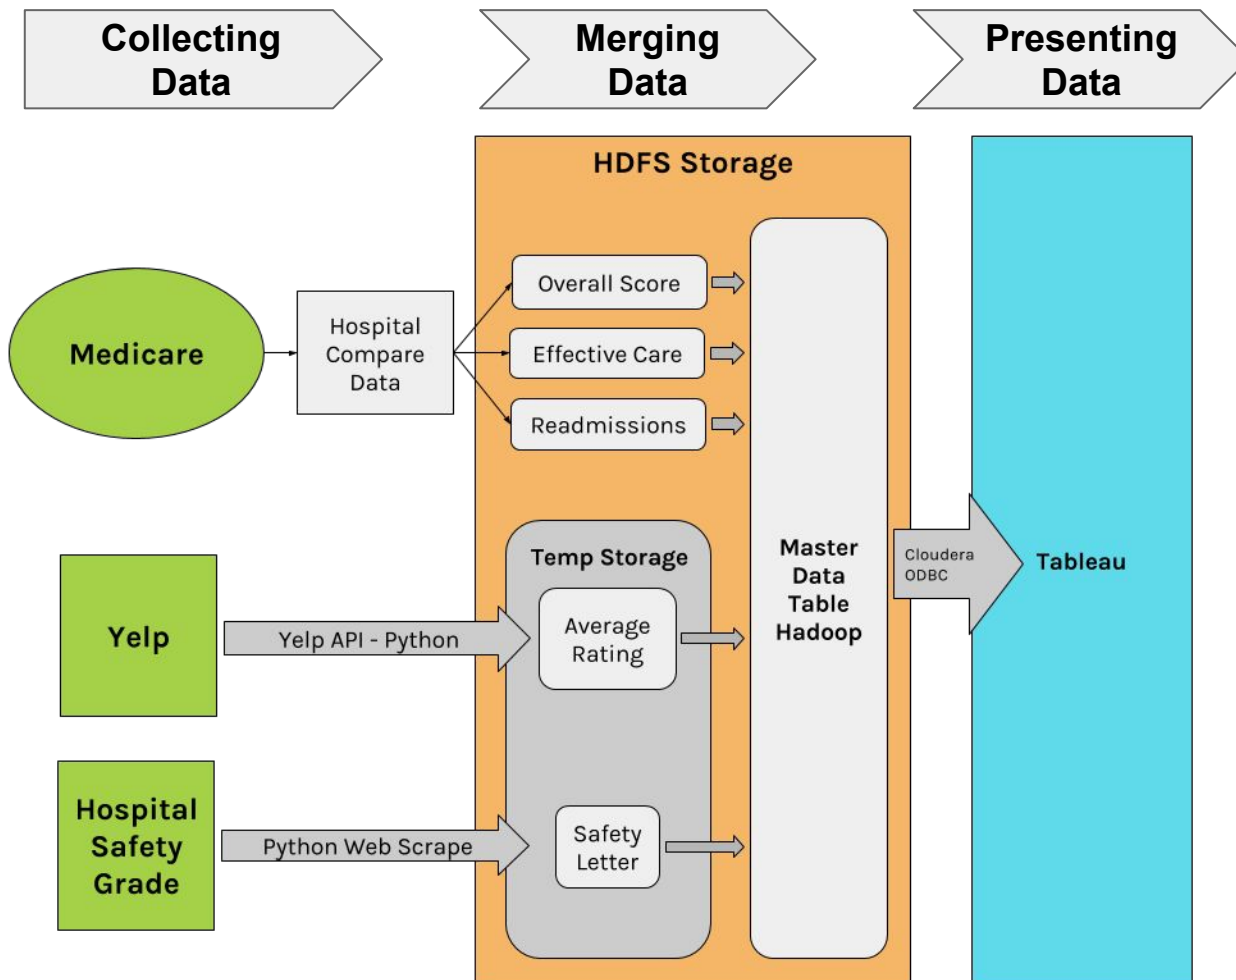 Collecting
Data
Merging
Data
Presenting
Data
HDFS Storage
Medicare
Hospital
Compare
Data
Overall Score
Effective Care
Readmissions
Temp Storage
Yelp
Yelp API - Python
Average
Rating
Hospital
Safety
Grade
Python Web Scrape
Safety
Letter
Master
Data
Table
Hadoop
Cloudera
ODBC
Tableau